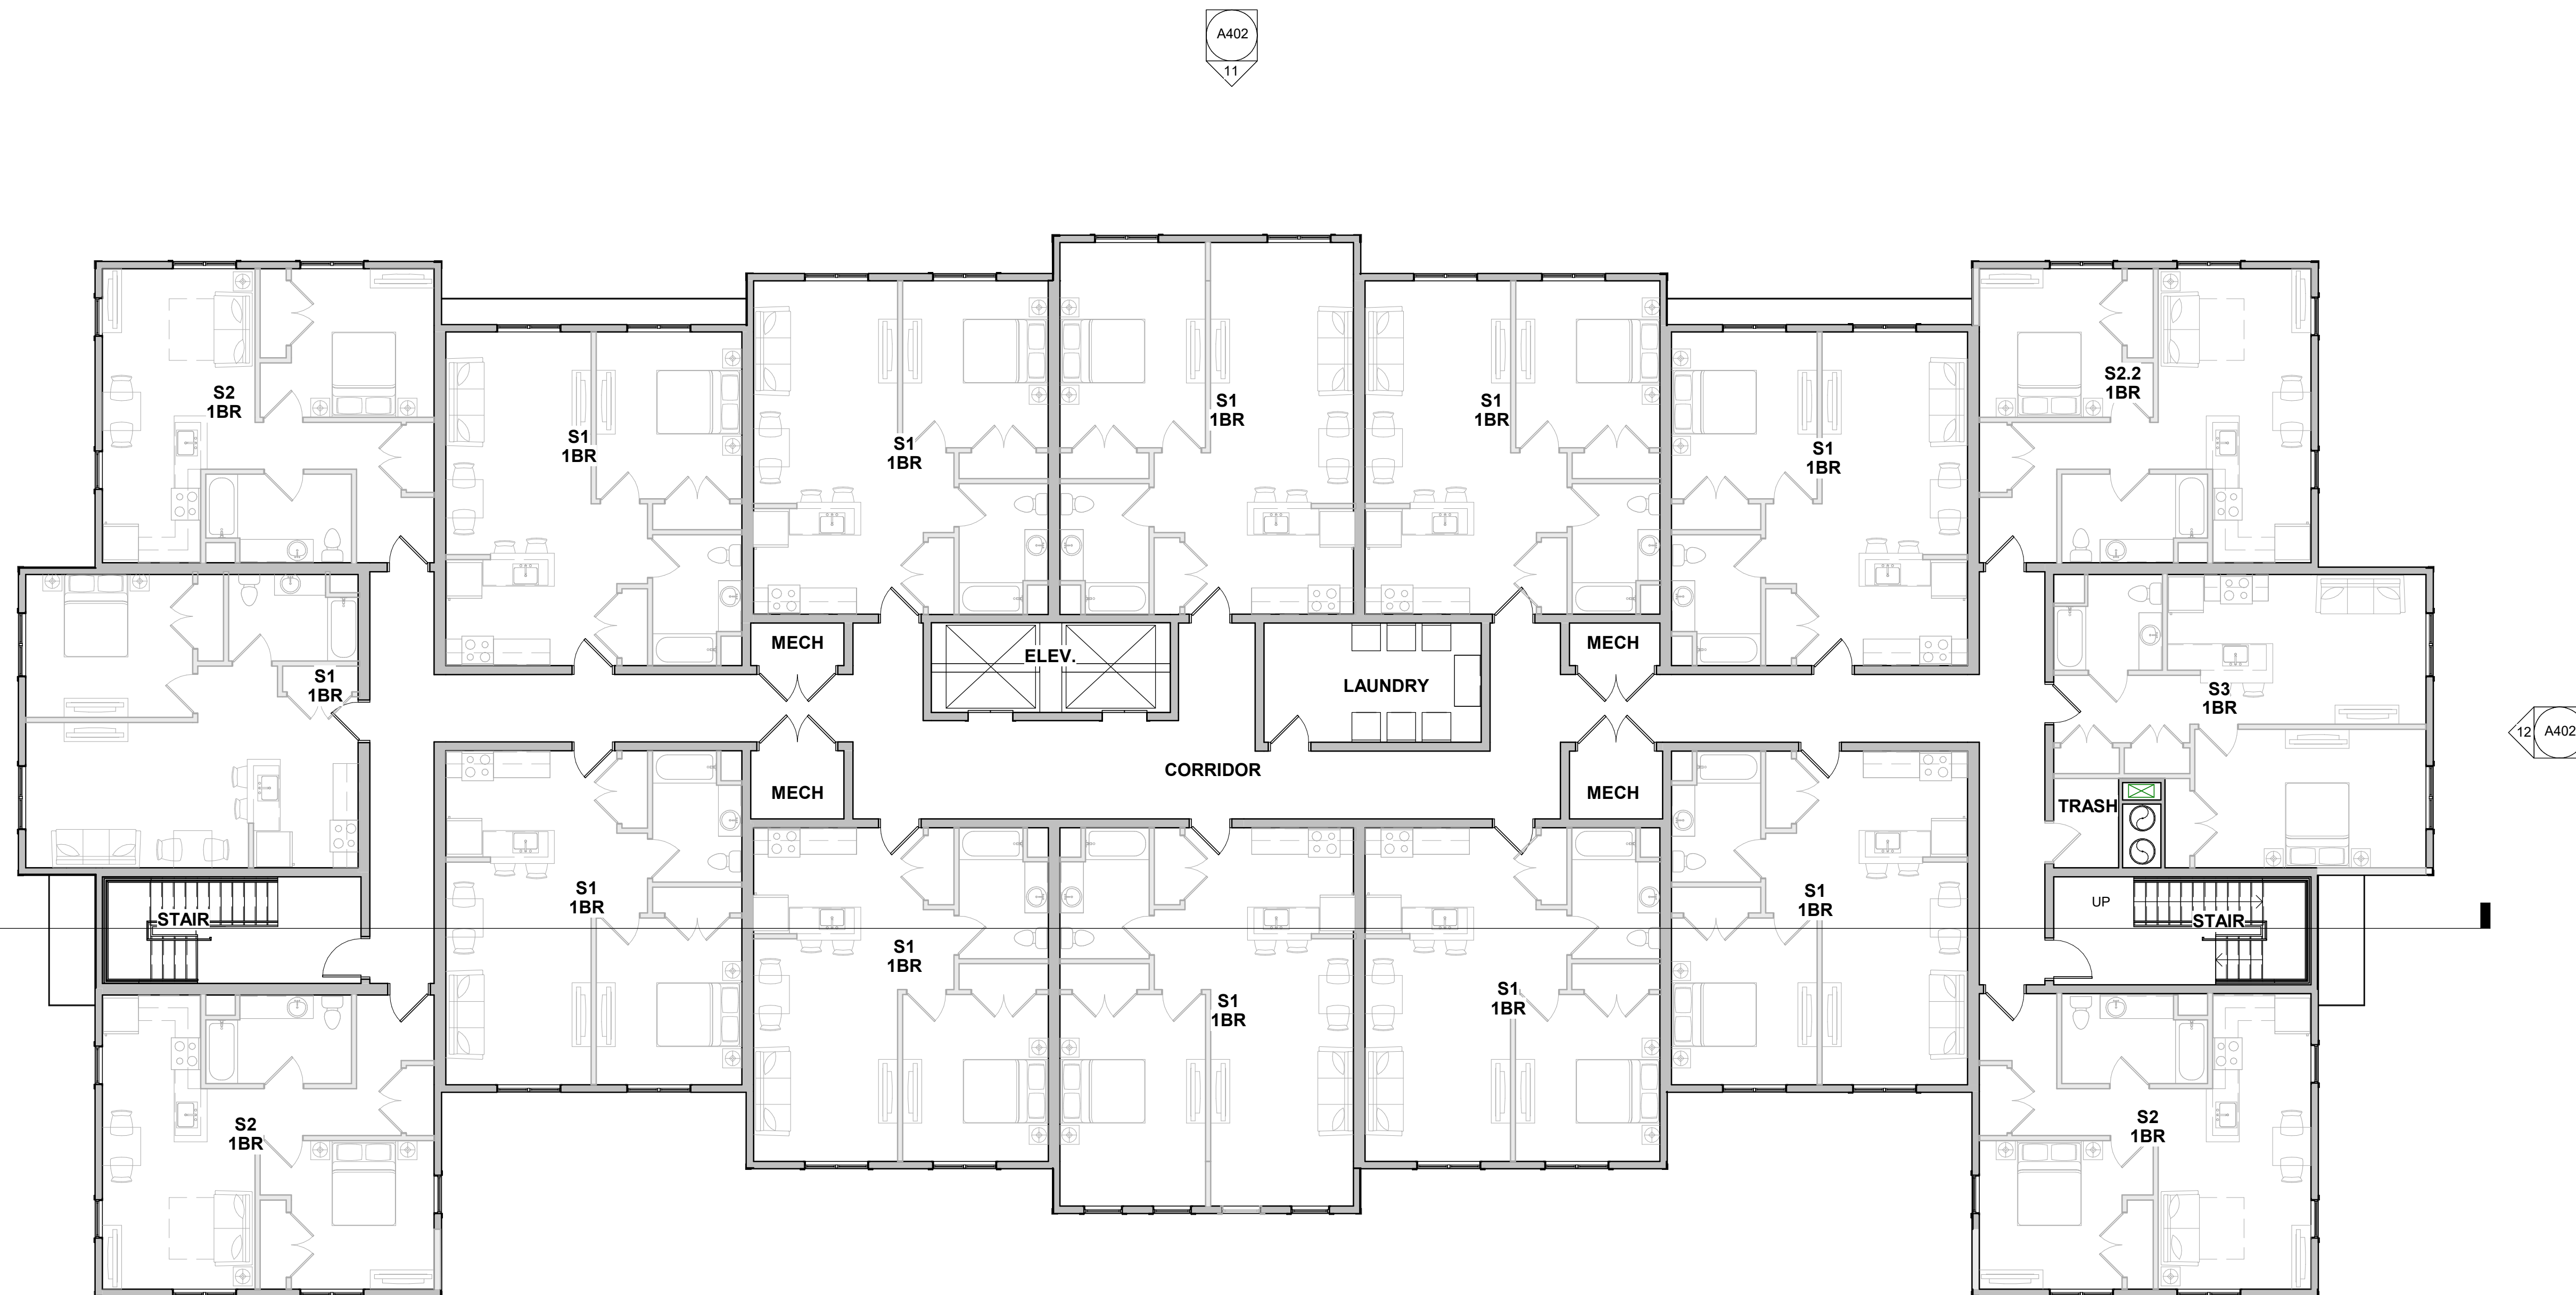 A402
11
S2
1BR
S1
1BR
S1
1BR
S1
1BR
S1
1BR
S1
1BR
S2.2
1BR
MECH
ELEV.
LAUNDRY
MECH
S1
1BR
S3
1BR
12
A402
CORRIDOR
MECH
MECH
TRASH
STAIR
S1
1BR
S1
1BR
S1
1BR
S1
1BR
S1
1BR
UP
STAIR
S2
1BR
S2
1BR